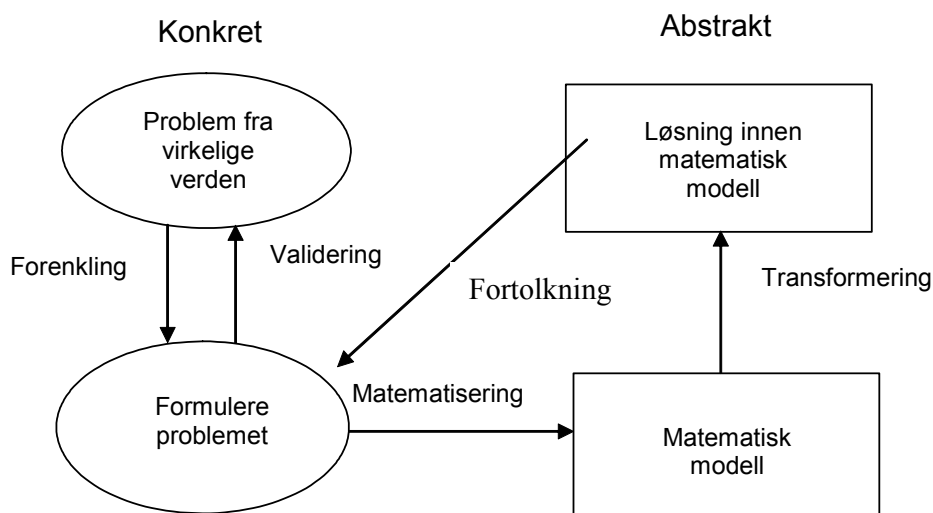 Konkret
Abstrakt
Problem fra
virkelige
verden
Løsning innen
matematisk
modell
Forenkling
Validering
Fortolkning
Transformering
Formulere
problemet
Matematisering
Matematisk
modell